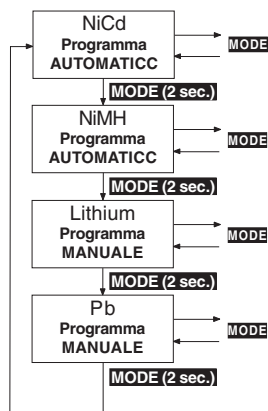 NiCd
Programma
AUTOMATICC
MODE
MODE (2 sec.)
NiMH
Programma
AUTOMATICC
MODE
MODE (2 sec.)
Lithium
Programma
MANUALE
MODE
MODE (2 sec.)
Pb
Programma
MANUALE
MODE
MODE (2 sec.)